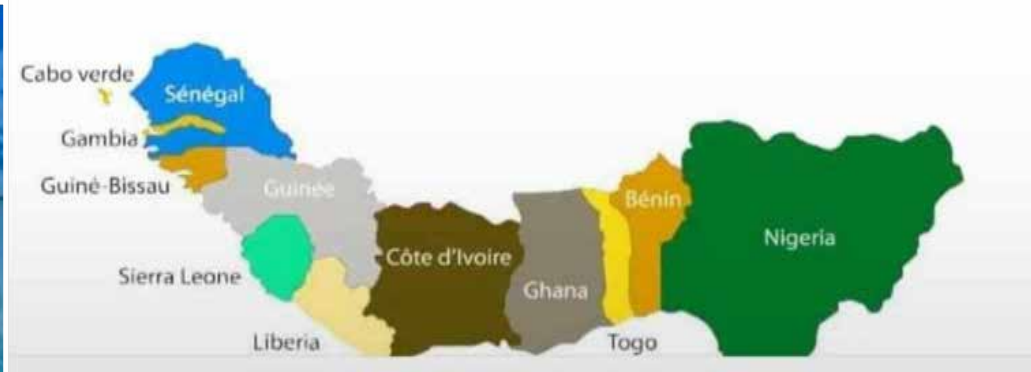 Cabo verde
Sénégal
Gambia
Guiné-Bissau
Guinée
Sierra Leone
Liberia
Côte d'Ivoire
Ghana
Togo
Bénin
Nigeria